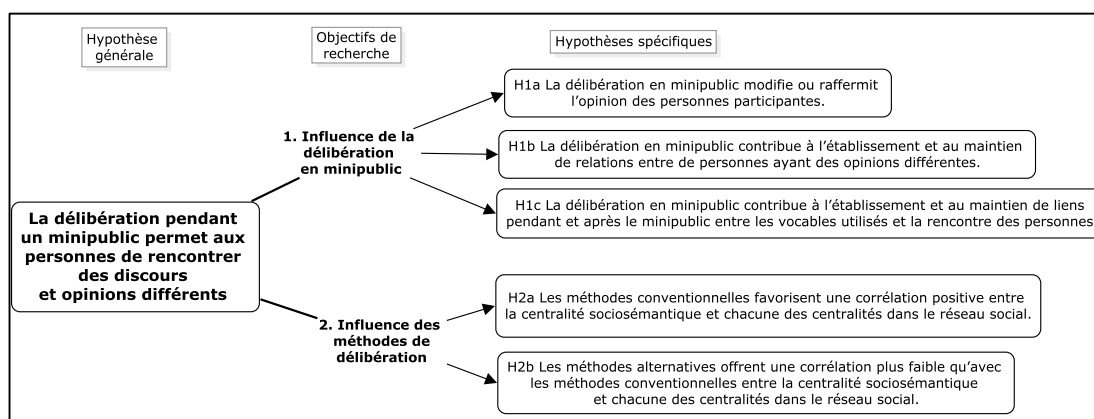 Hypothèse
générale
Objectifs de
recherche
Hypothèses spécifiques
La délibération pendant
un minipublic permet aux
personnes de rencontrer
des discours
et opinions différents
1. Influence de la
délibération
en minipublic
H1a La délibération en minipublic modifie ou raffermit
l’opinion des personnes participantes.
H1b La délibération en minipublic contribue à l’établissement et au maintien
de relations entre de personnes ayant des opinions différentes.
H1c La délibération en minipublic contribue à l’établissement et au maintien de liens
pendant et après le minipublic entre les vocables utilisés et la rencontre des personnes
2. Influence des
méthodes de
délibération
H2a Les méthodes conventionnelles favorisent une corrélation positive entre
la centralité sociosémantique et chacune des centralités dans le réseau social.
H2b Les méthodes alternatives offrent une corrélation plus faible qu’avec
les méthodes conventionnelles entre la centralité sociosémantique
et chacune des centralités dans le réseau social.